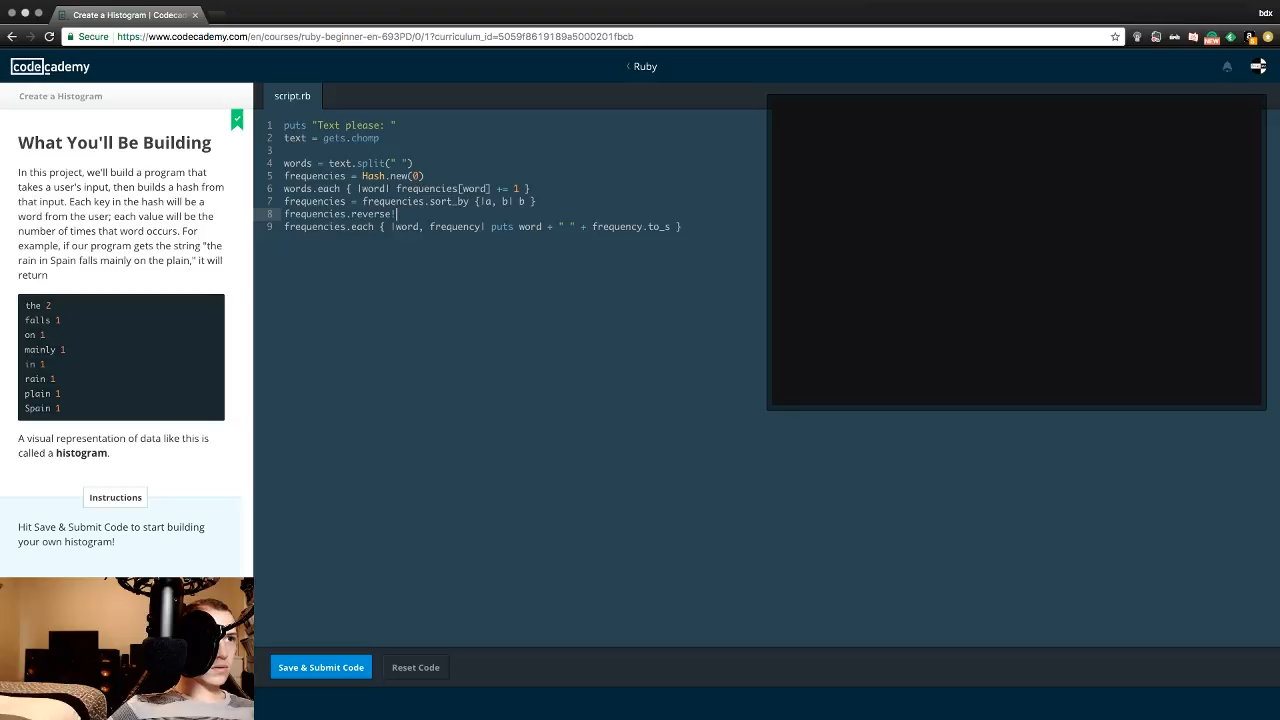 Create a Histogram | Codecad
bdx
Secure
https://www.codecademy.com/en/courses/ruby-beginner-en-693PD/0/1?curriculum_id=5059f8619189a5000201fbcb
NEW
codecademy
Ruby
Create a Histogram
script.rb
What You'll Be Building
In this project, we'll build a program that
takes a user's input, then builds a hash from
that input. Each key in the hash will be a
word from the user; each value will be the
number of times that word occurs. For
example, if our program gets the string "the
rain in Spain falls mainly on the plain," it will
return
the 2
falls 1
on 1
mainly 1
in 1
rain 1
plain 1
Spain 1
A visual representation of data like this is
called a histogram.
Instructions
Hit Save & Submit Code to start building
your own histogram!
1 puts "Text please: "
2 text = gets.chomp
3
4 words = text.split(" ")
5 frequencies = Hash.new(0)
6 words.each { |word| frequencies[word] += 1 }
7 frequencies = frequencies.sort_by {|a, b| b }
8 frequencies.reverse!
9 frequencies.each { |word, frequency| puts word + " " + frequency.to_s }
Save & Submit Code
Reset Code